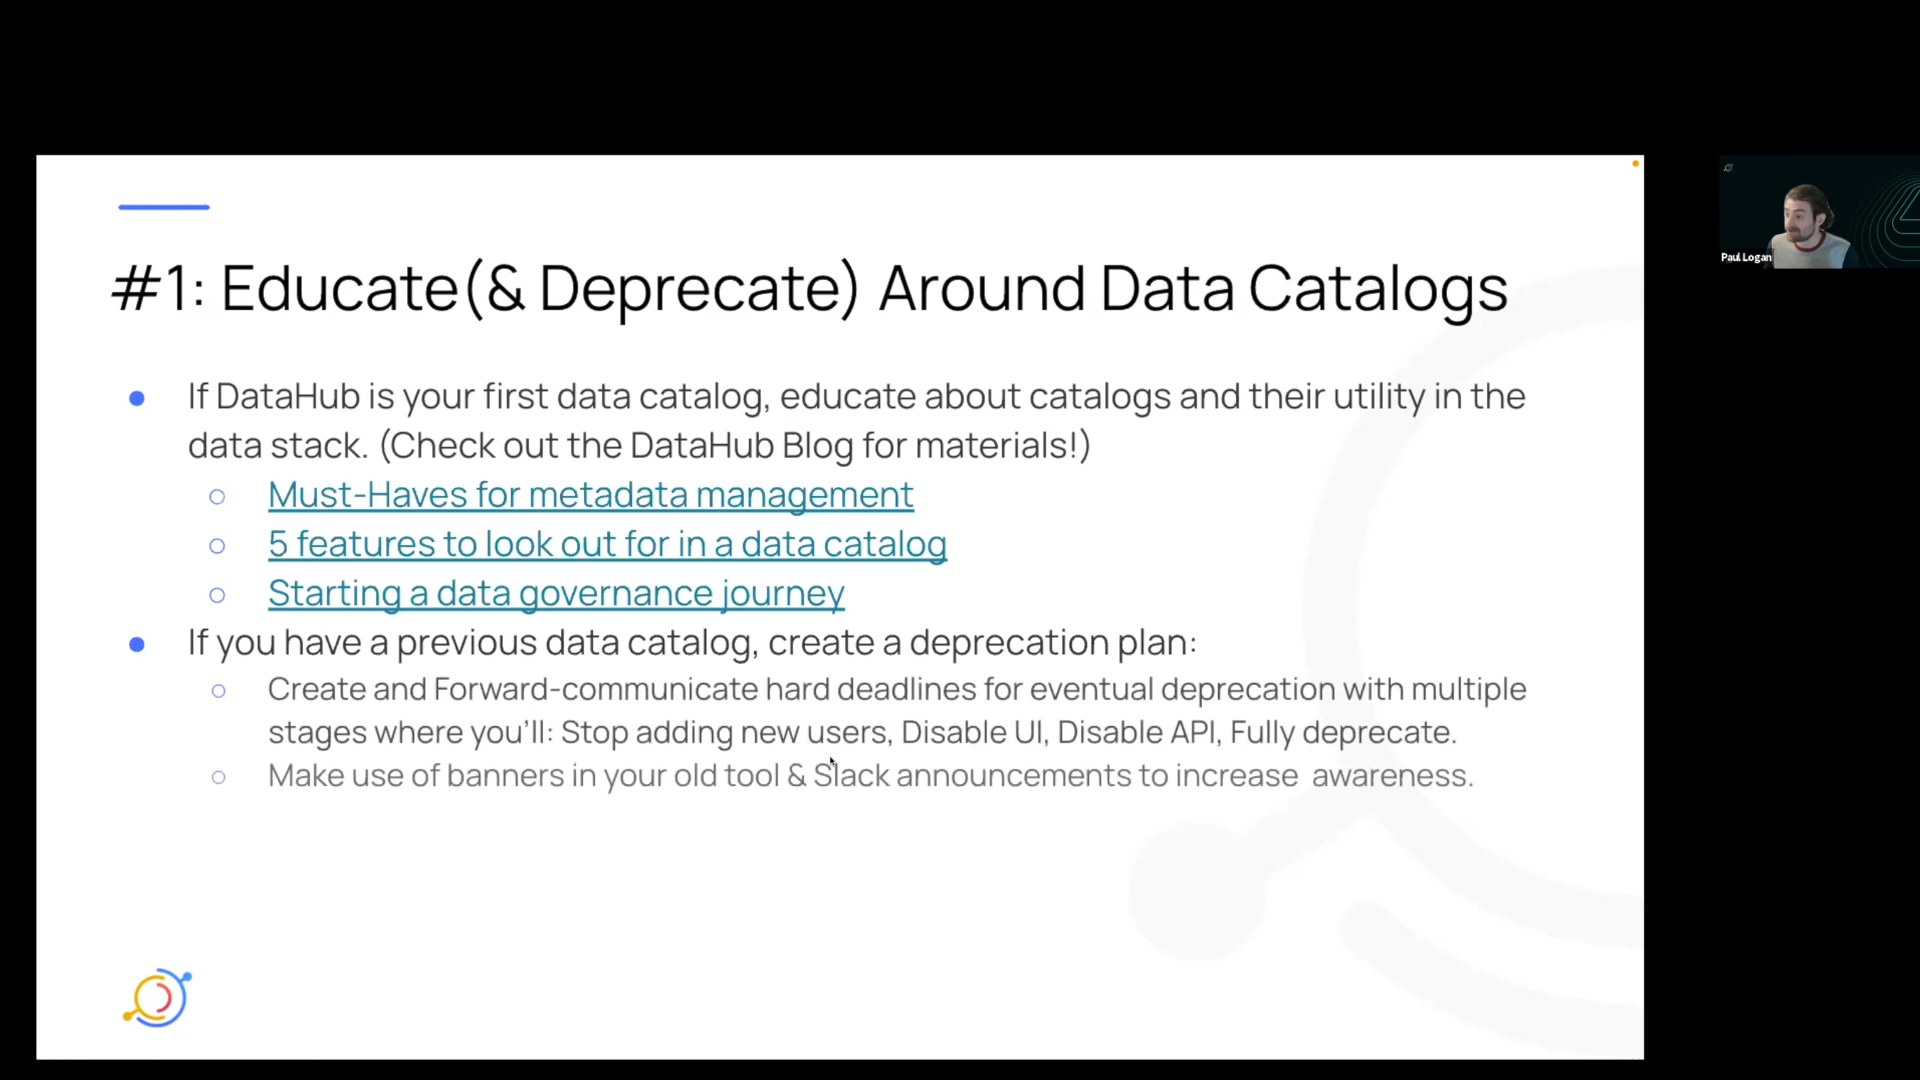 #1: Educate(& Deprecate) Around Data Catalogs
If DataHub is your first data catalog, educate about catalogs and their utility in the
data stack. (Check out the DataHub Blog for materials!)
Must-Haves for metadata management
5 features to look out for in a data catalog
Starting a data governance journey
If you have a previous data catalog, create a deprecation plan:
Create and Forward-communicate hard deadlines for eventual deprecation with multiple
stages where you'll: Stop adding new users, Disable UI, Disable API, Fully deprecate.
Make use of banners in your old tool & Slack announcements to increase  awareness.
Paul Logan